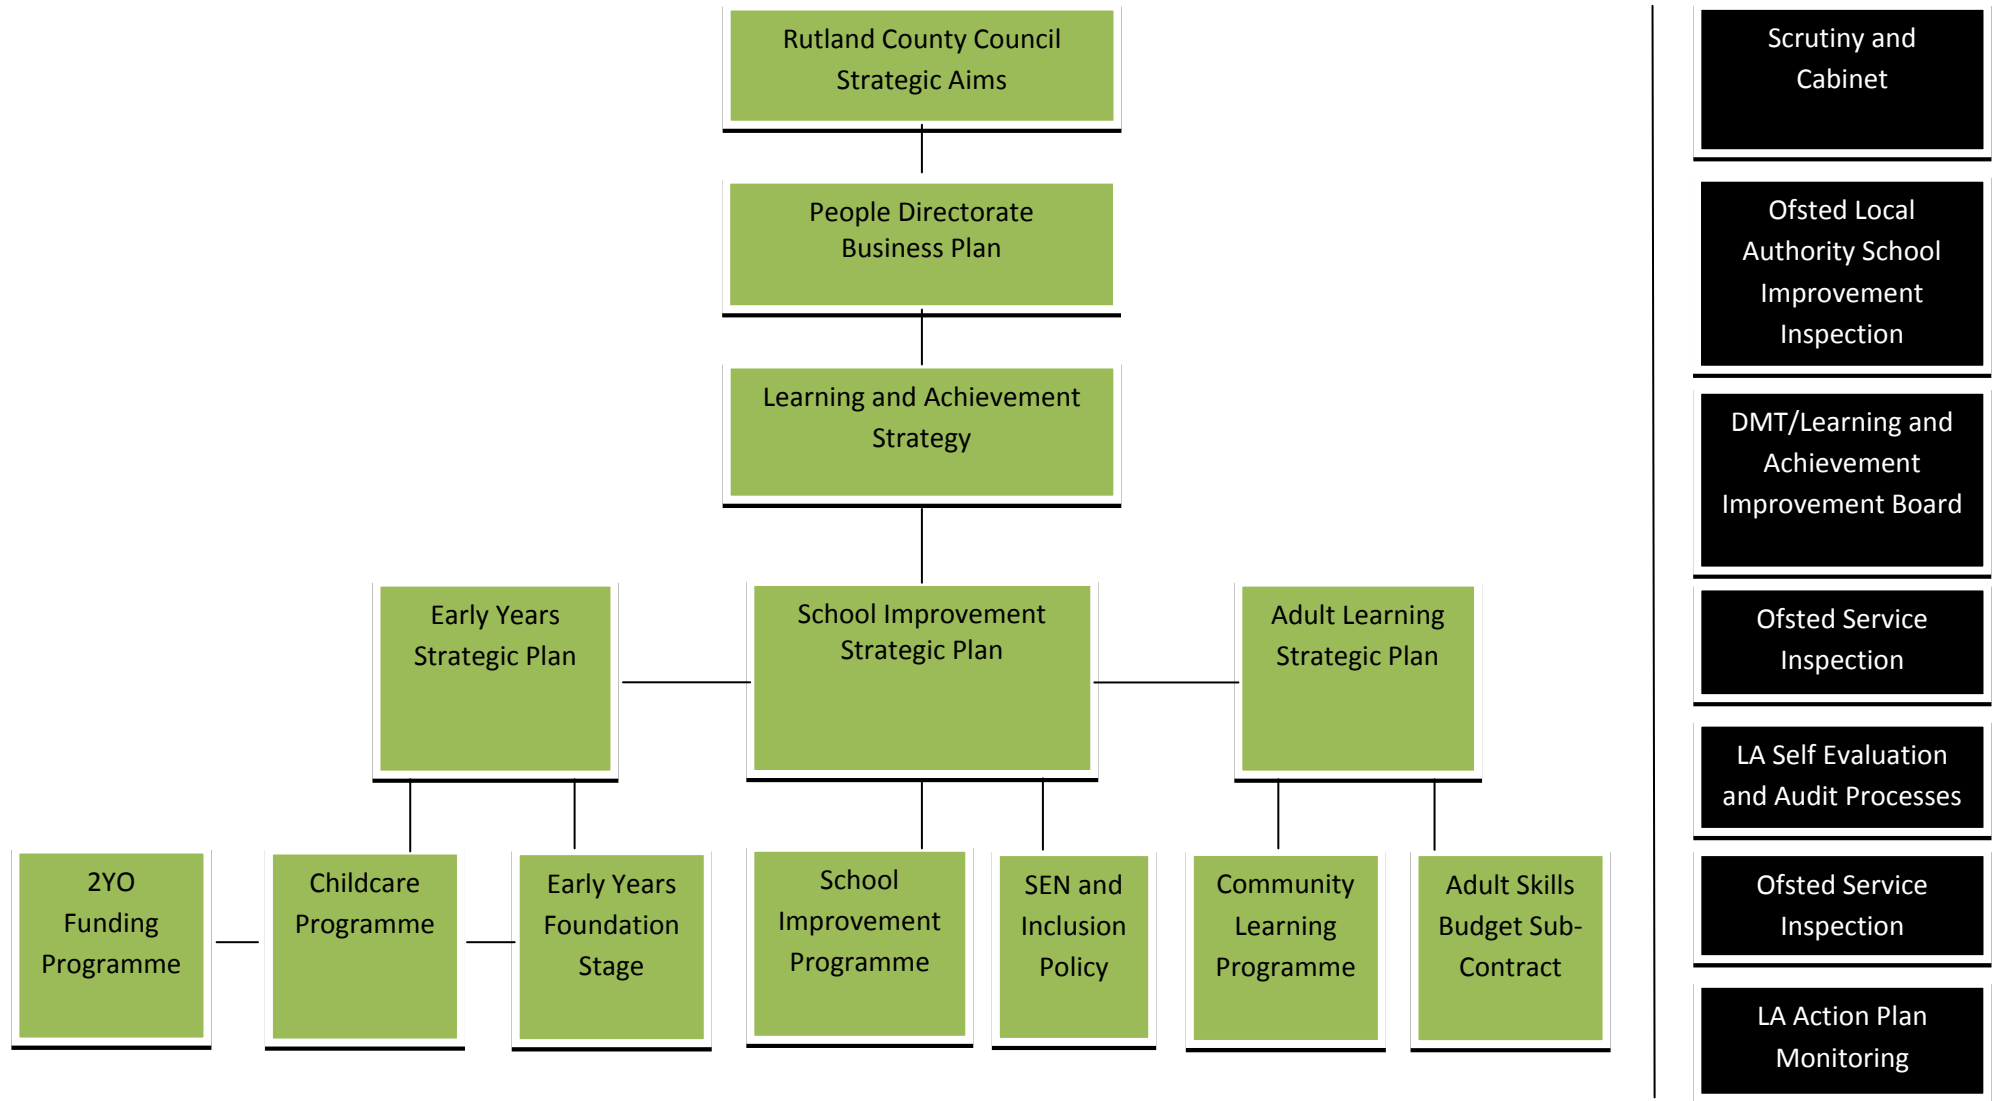 Rutland County Council
Strategic Aims
People Directorate
Business Plan
Learning and Achievement
Strategy
Early Years
Strategic Plan
School Improvement
Strategic Plan
Adult Learning
Strategic Plan
2YO
Funding
Programme
Childcare
Programme
Early Years
Foundation
Stage
School
Improvement
Programme
SEN and
Inclusion
Policy
Community
Learning
Programme
Adult Skills
Budget Sub-
Contract
Scrutiny and
Cabinet
Ofsted Local
Authority School
Improvement
Inspection
DMT/Learning and
Achievement
Improvement Board
Ofsted Service
Inspection
LA Self Evaluation
and Audit Processes
Ofsted Service
Inspection
LA Action Plan
Monitoring